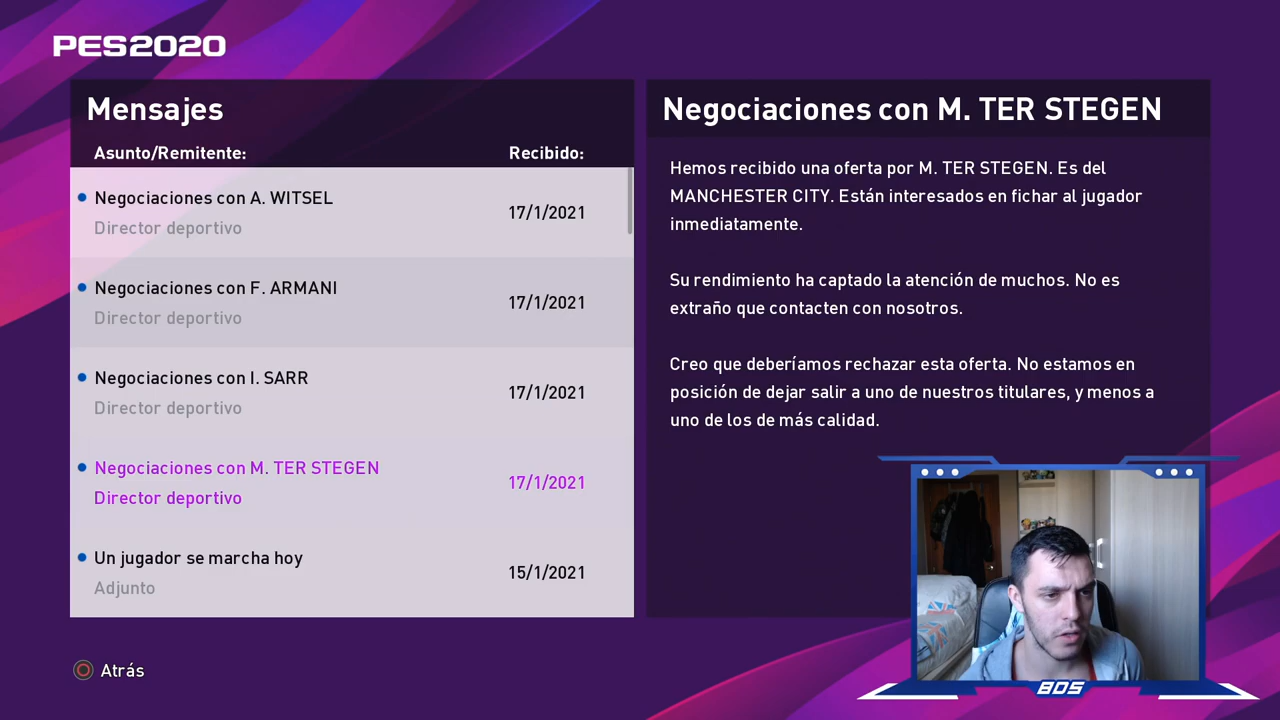 PES2020
Mensajes
Asunto/Remitente:
Recibido:
Negociaciones con A. WITSEL
Director deportivo
17/1/2021
Negociaciones con F. ARMANI
Director deportivo
17/1/2021
Negociaciones con I. SARR
Director deportivo
17/1/2021
Negociaciones con M. TER STEGEN
Director deportivo
17/1/2021
Un jugador se marcha hoy
Adjunto
15/1/2021
Negociaciones con M. TER STEGEN
Hemos recibido una oferta por M. TER STEGEN. Es del
MANCHESTER CITY. Están interesados en fichar al jugador
inmediatamente.
Su rendimiento ha captado la atención de muchos. No es
extraño que contacten con nosotros.
Creo que deberíamos rechazar esta oferta. No estamos en
posición de dejar salir a uno de nuestros titulares, y menos a
uno de los de más calidad.
Atrás
BDS